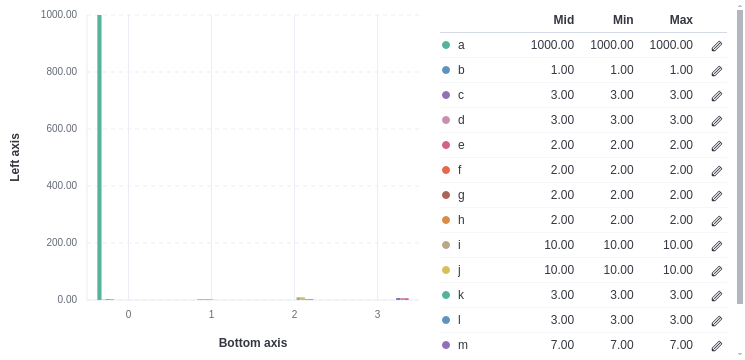 1000.00
800.00
600.00
400.00
200.00
0.00
Left axis
0 1 2 3
Bottom axis
Mid Min Max
a 1000.00 1000.00 1000.00
b 1.00 1.00 1.00
c 3.00 3.00 3.00
d 3.00 3.00 3.00
e 2.00 2.00 2.00
f 2.00 2.00 2.00
g 2.00 2.00 2.00
h 2.00 2.00 2.00
i 10.00 10.00 10.00
j 10.00 10.00 10.00
k 3.00 3.00 3.00
l 3.00 3.00 3.00
m 7.00 7.00 7.00